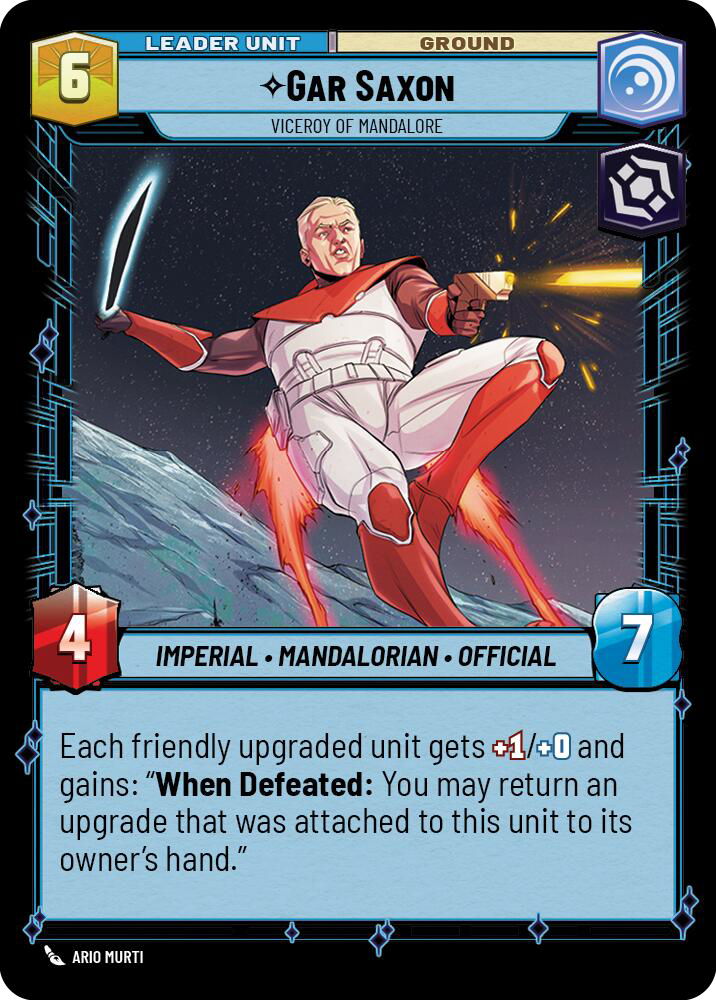 LEADER UNIT
GROUND
6
✧GAR SAXON
VICEROY OF MANDALORE
4
IMPERIAL • MANDALORIAN • OFFICIAL
7
Each friendly upgraded unit gets +1/+0 and
gains: “When Defeated: You may return an
upgrade that was attached to this unit to its
owner’s hand.”
ARIO MURTI